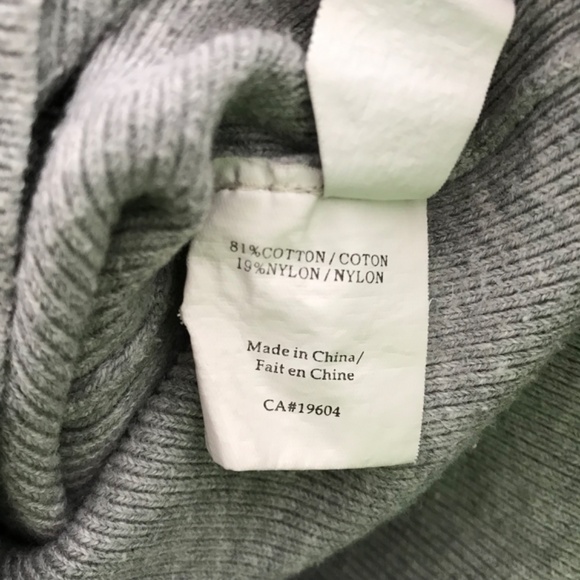 81%COTTON/COTON
19%NYLON/NYLON
Made in China/
Fait en Chine
CA#19604